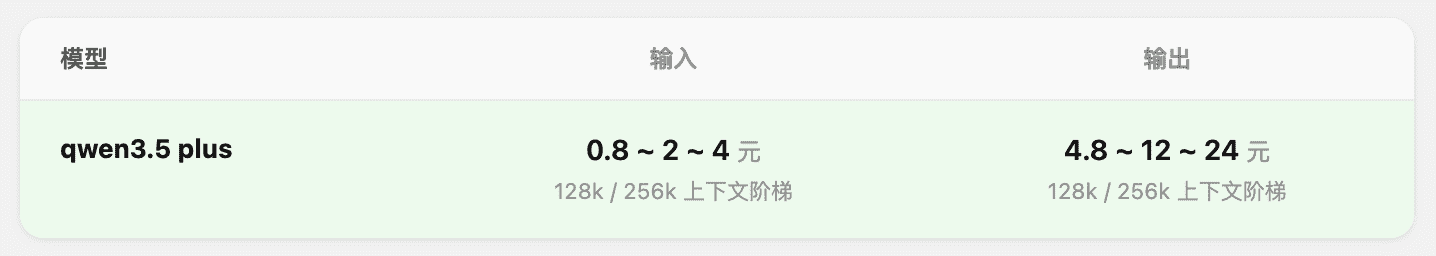 模型 输入 输出
qwen3.5 plus 0.8 ~ 2 ~ 4 元 4.8 ~ 12 ~ 24 元
128k / 256k 上下文阶梯 128k / 256k 上下文阶梯